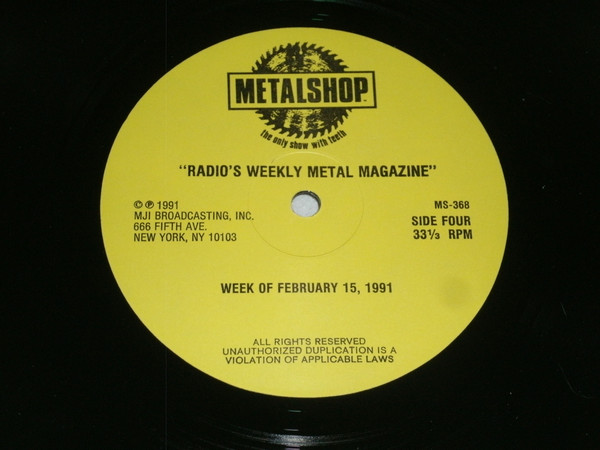 METALSHOP
the only show with teeth
"RADIO'S WEEKLY METAL MAGAZINE"
© ℗ 1991
MJI BROADCASTING, INC.
666 FIFTH AVE.
NEW YORK, NY 10103
MS-368
SIDE FOUR
33⅓ RPM
WEEK OF FEBRUARY 15, 1991
ALL RIGHTS RESERVED
UNAUTHORIZED DUPLICATION IS A
VIOLATION OF APPLICABLE LAWS